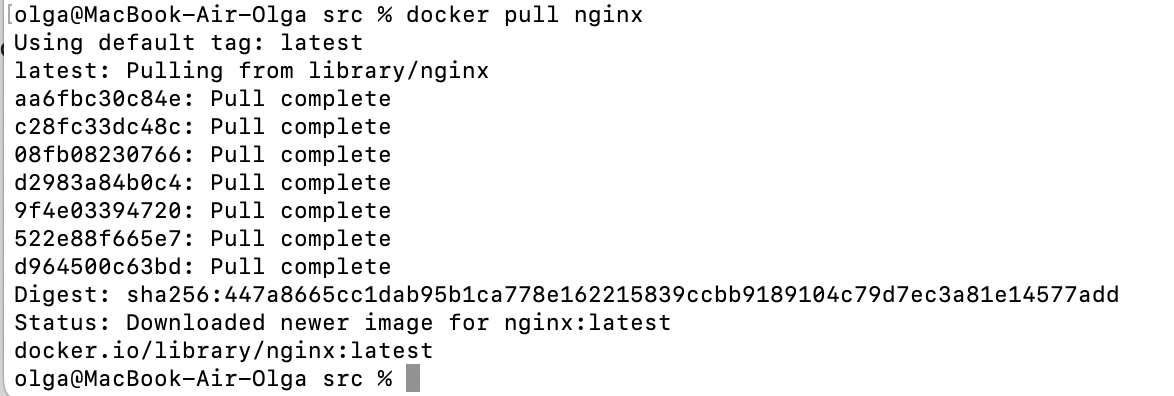 [olga@MacBook-Air-Olga src % docker pull nginx
Using default tag: latest
latest: Pulling from library/nginx
aa6fbc30c84e: Pull complete
c28fc33dc48c: Pull complete
08fb08230766: Pull complete
d2983a84b0c4: Pull complete
9f4e03394720: Pull complete
522e88f665e7: Pull complete
d964500c63bd: Pull complete
Digest: sha256:447a8665cc1dab95b1ca778e162215839ccbb9189104c79d7ec3a81e14577add
Status: Downloaded newer image for nginx:latest
docker.io/library/nginx:latest
olga@MacBook-Air-Olga src %